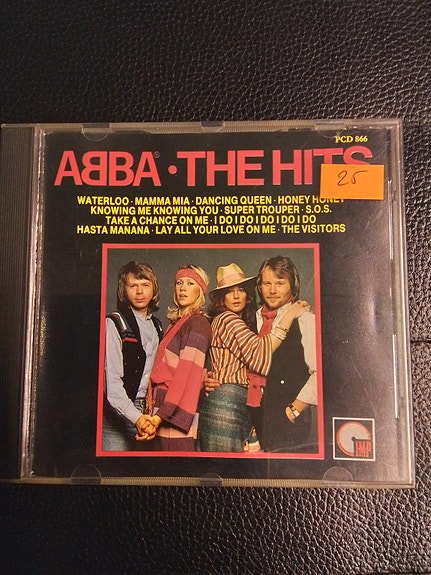 PCD 866
ABBA® · THE HITS
25
WATERLOO · MAMMA MIA · DANCING QUEEN · HONEY HONEY
KNOWING ME KNOWING YOU · SUPER TROUPER · S.O.S.
TAKE A CHANCE ON ME · I DO I DO I DO I DO I DO
HASTA MANANA · LAY ALL YOUR LOVE ON ME · THE VISITORS